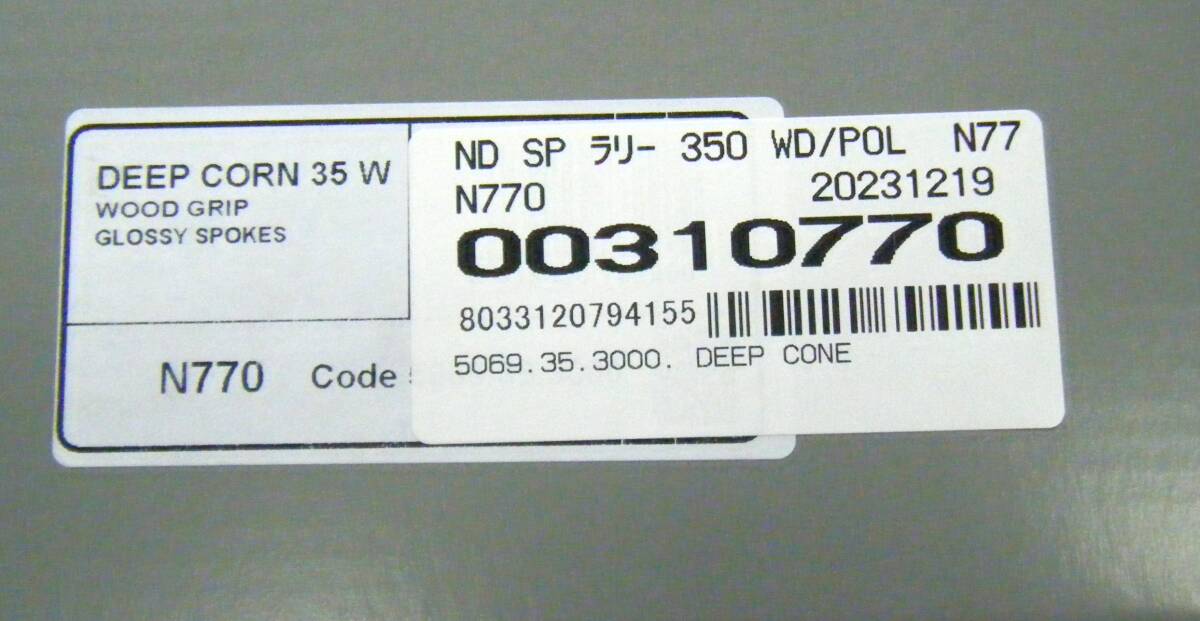 DEEP CORN 35 W
WOOD GRIP
GLOSSY SPOKES
N770 Code
ND SP ラリー 350 WD/POL N77
N770 20231219
00310770
8033120794155
5069.35.3000. DEEP CONE